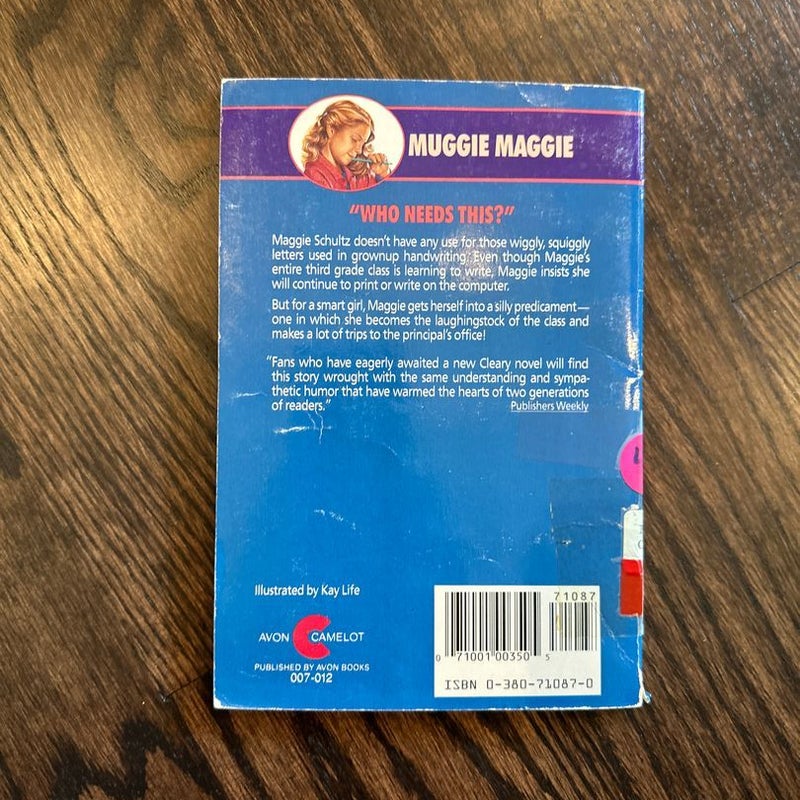 MUGGIE MAGGIE
"WHO NEEDS THIS?"
Maggie Schultz doesn't have any use for those wiggly, squiggly
letters used in grownup handwriting. Even though Maggie's
entire third grade class is learning to write, Maggie insists she
will continue to print or write on the computer.
But for a smart girl, Maggie gets herself into a silly predicament—
one in which she becomes the laughingstock of the class and
makes a lot of trips to the principal's office!
"Fans who have eagerly awaited a new Cleary novel will find
this story wrought with the same understanding and sympa-
thetic humor that have warmed the hearts of two generations
of readers." Publishers Weekly
Illustrated by Kay Life
AVON CAMELOT
PUBLISHED BY AVON BOOKS
007-012
71087
0 71001 00350 5
ISBN 0-380-71087-0